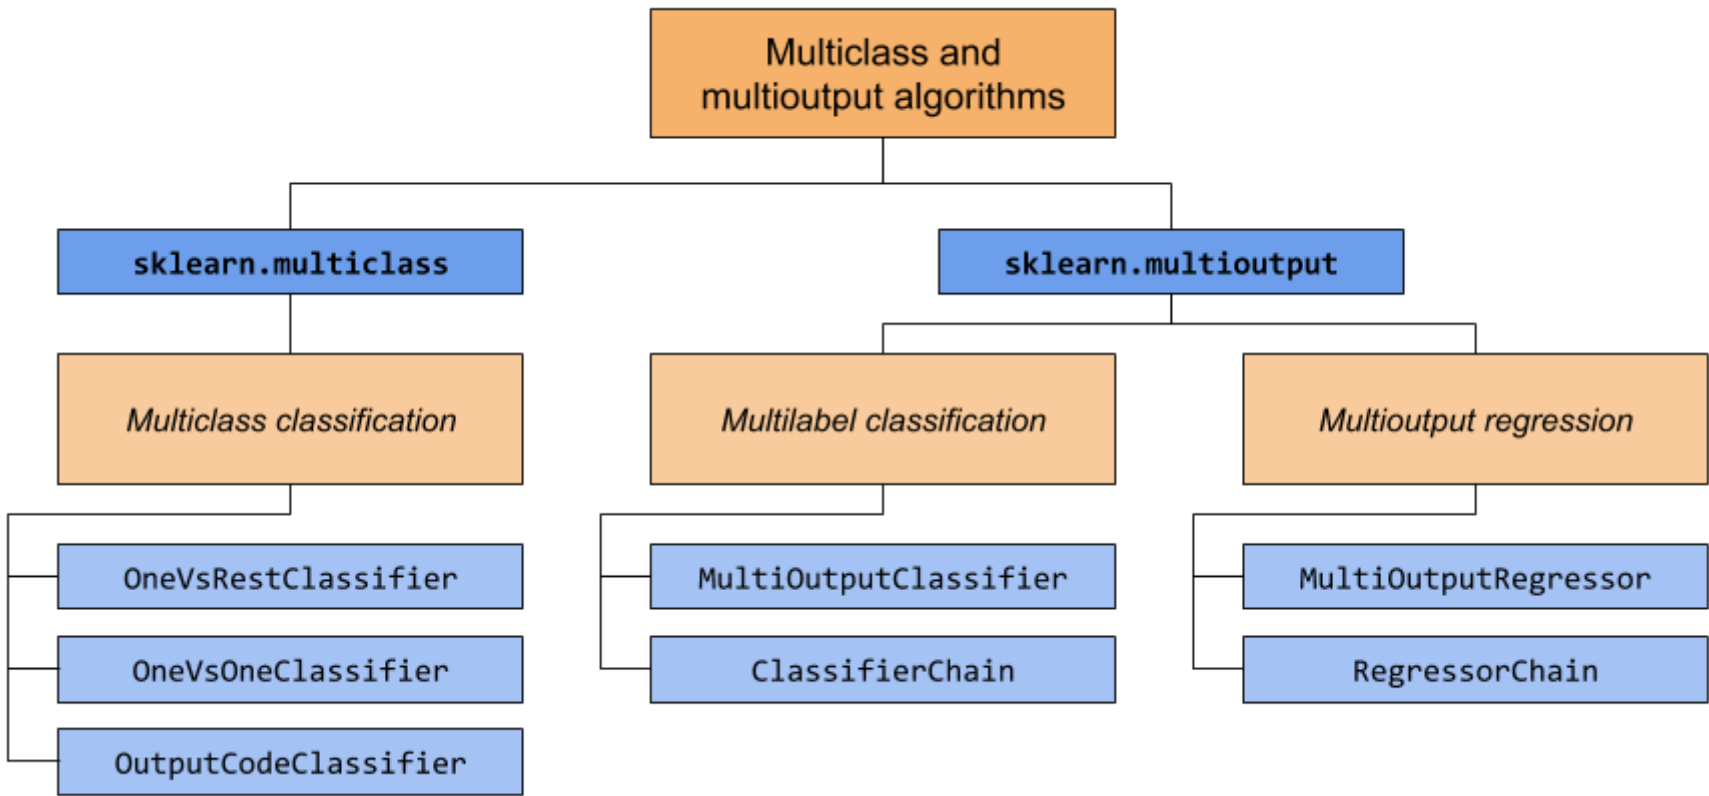 Multiclass and
multioutput algorithms
sklearn.multiclass
sklearn.multioutput
Multiclass classification
Multilabel classification
Multioutput regression
OneVsRestClassifier
MultiOutputClassifier
MultiOutputRegressor
OneVsOneClassifier
ClassifierChain
RegressorChain
OutputCodeClassifier